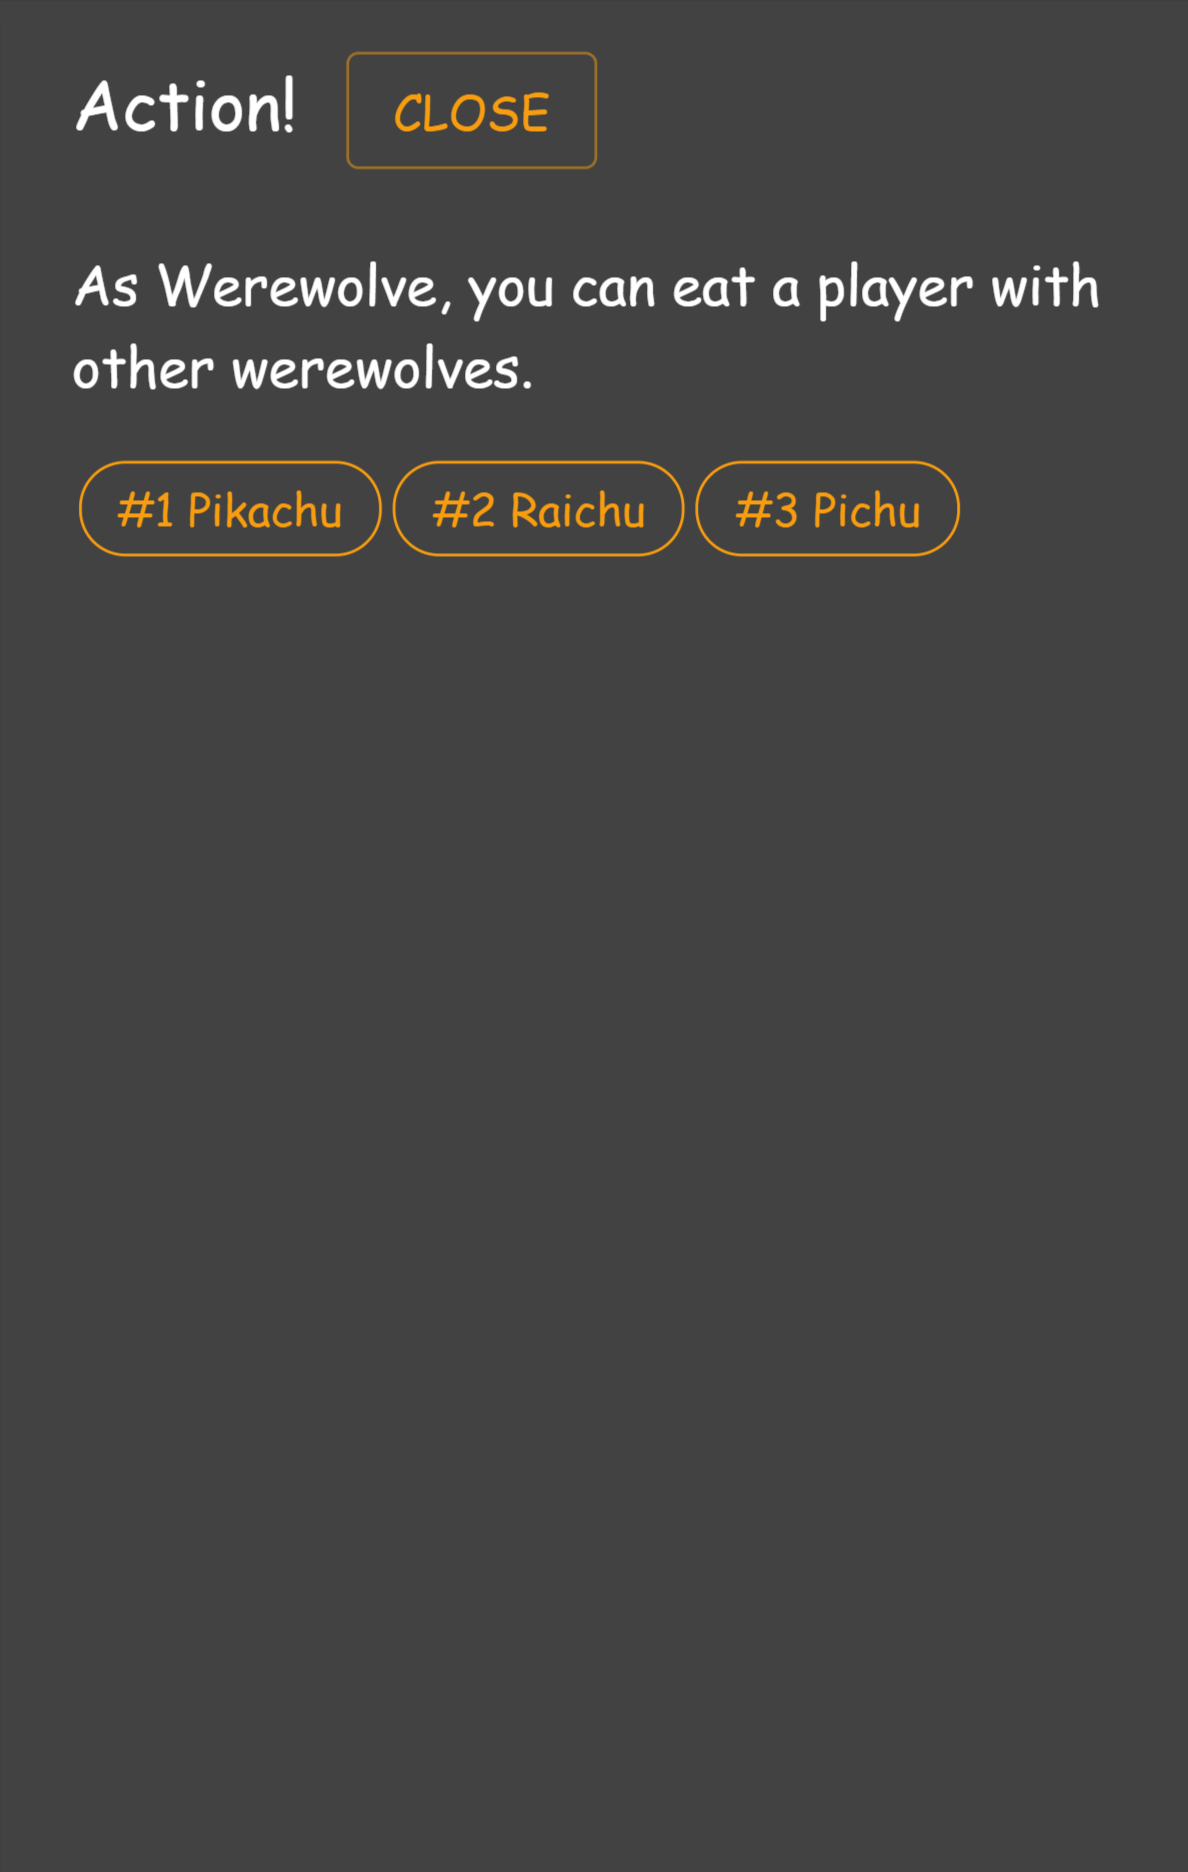 Action!
CLOSE
As Werewolve, you can eat a player with
other werewolves.
#1 Pikachu
#2 Raichu
#3 Pichu